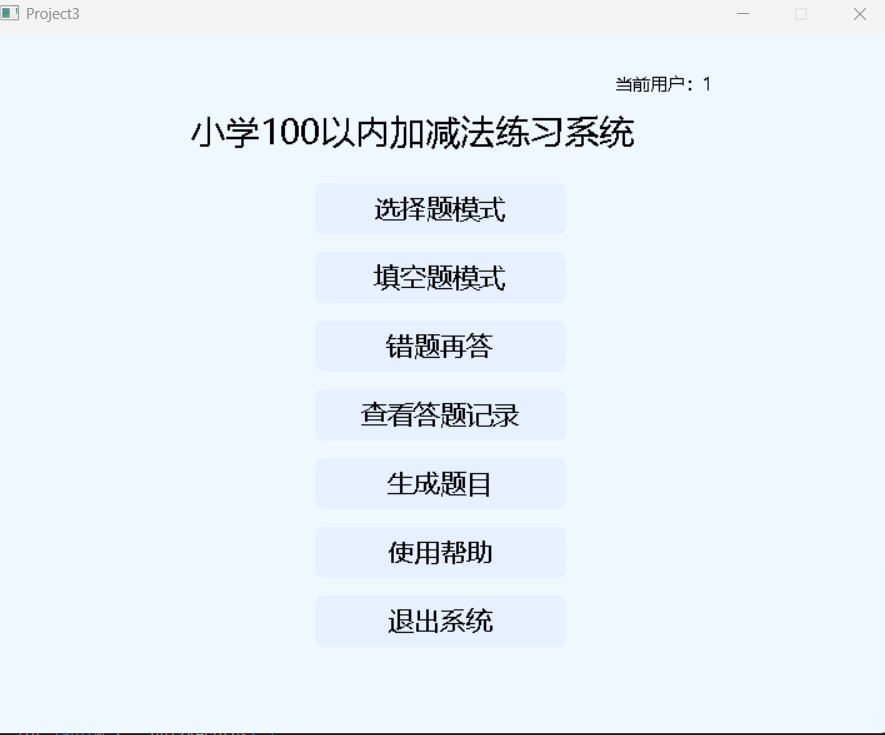 Project3
当前用户：1
小学100以内加减法练习系统
选择题模式
填空题模式
错题再答
查看答题记录
生成题目
使用帮助
退出系统